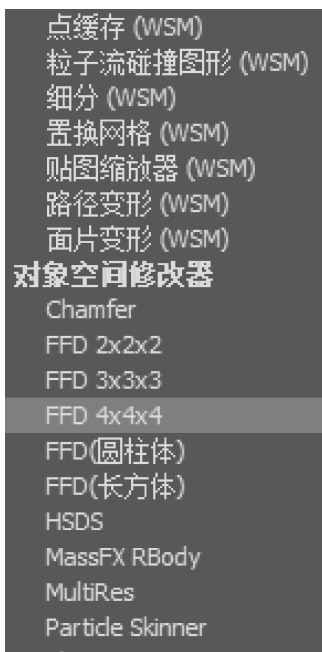 点缓存 (WSM)
粒子流碰撞图形 (WSM)
细分 (WSM)
置换网格 (WSM)
贴图缩放器 (WSM)
路径变形 (WSM)
面片变形 (WSM)
对象空间修改器
Chamfer
FFD 2x2x2
FFD 3x3x3
FFD 4x4x4
FFD(圆柱体)
FFD(长方体)
HSDS
MassFX RBody
MultiRes
Particle Skinner